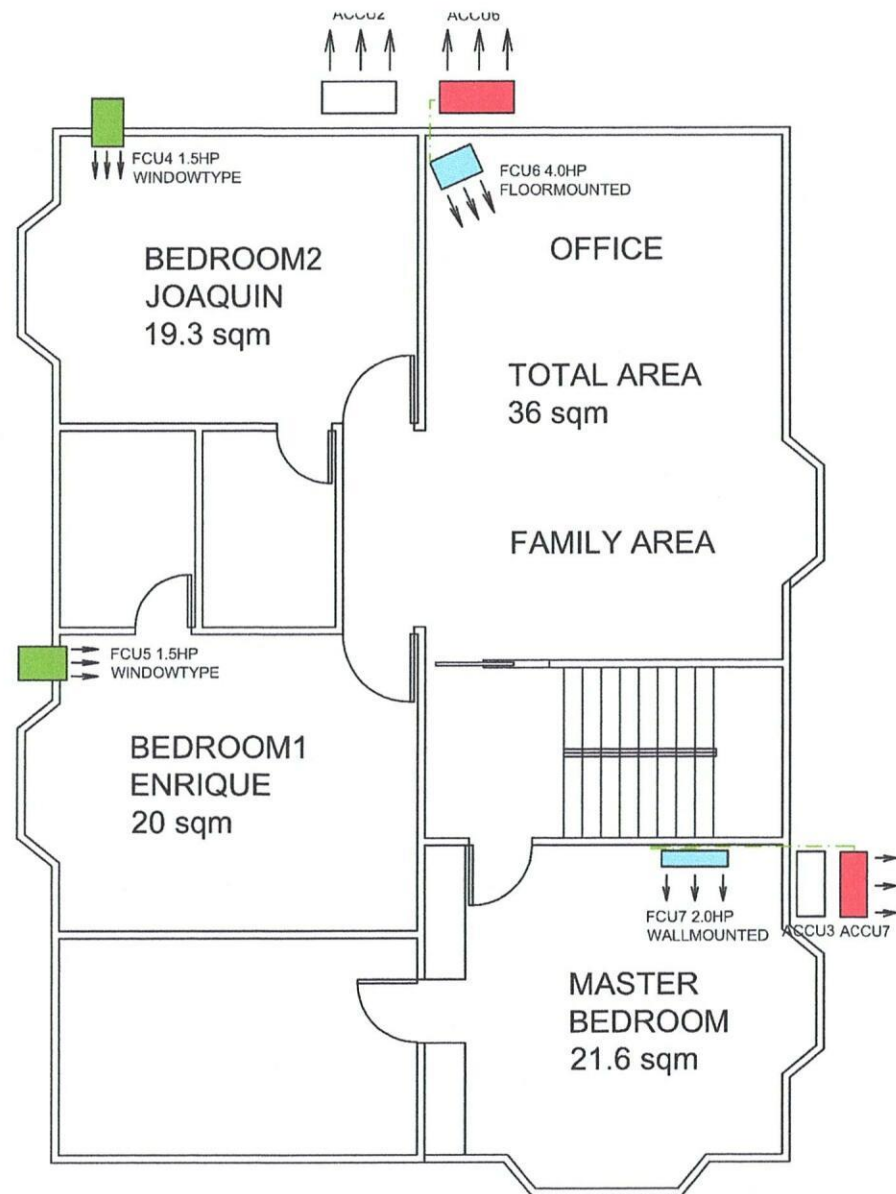 ACCU2
ACCU6
FCU4 1.5HP
WINDOWTYPE
FCU6 4.0HP
FLOORMOUNTED
OFFICE
BEDROOM2
JOAQUIN
19.3 sqm
TOTAL AREA
36 sqm
FAMILY AREA
FCU5 1.5HP
WINDOWTYPE
BEDROOM1
ENRIQUE
20 sqm
FCU7 2.0HP
WALLMOUNTED
ACCU3
ACCU7
MASTER
BEDROOM
21.6 sqm